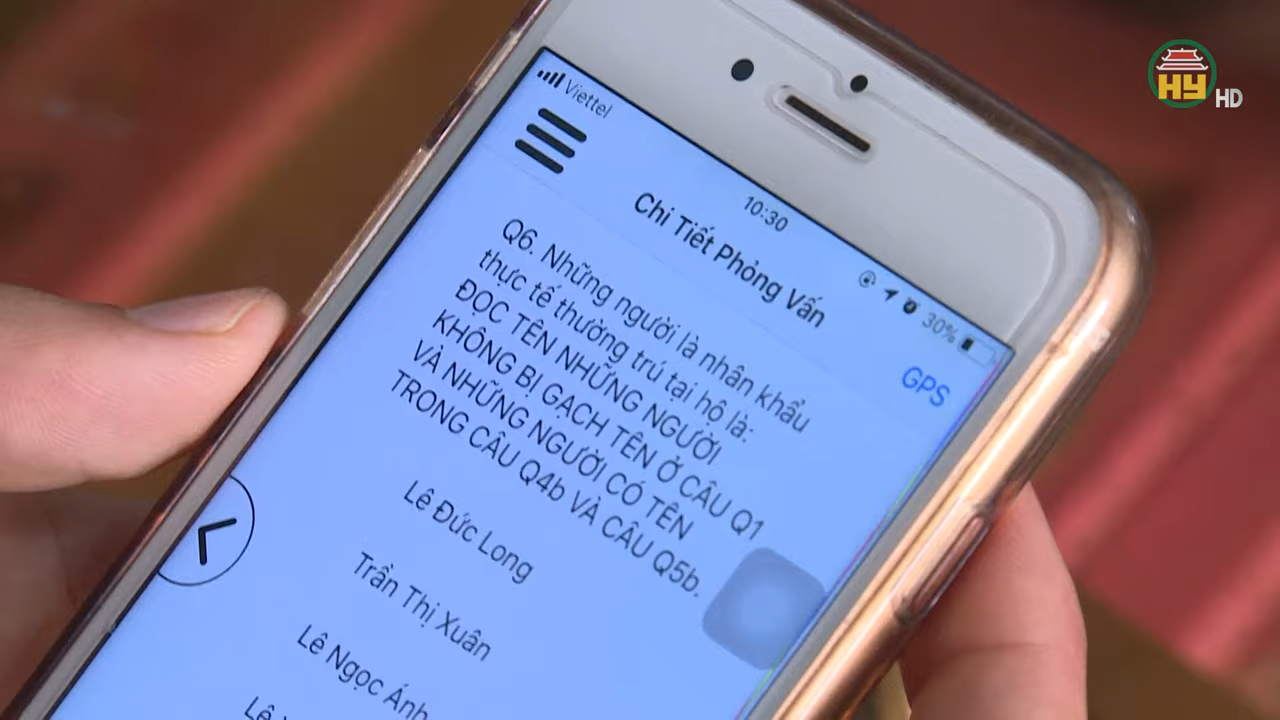 HY HD
Viettel
10:30
30%
Chi Tiết Phỏng Vấn
GPS
Q6. Những người là nhân khẩu
thực tế thường trú tại hộ là:
ĐỌC TÊN NHỮNG NGƯỜI
KHÔNG BỊ GẠCH TÊN Ở CÂU Q1
VÀ NHỮNG NGƯỜI CÓ TÊN
TRONG CÂU Q4b VÀ CÂU Q5b.
Lê Đức Long
Trần Thị Xuân
Lê Ngọc Ánh
Lê